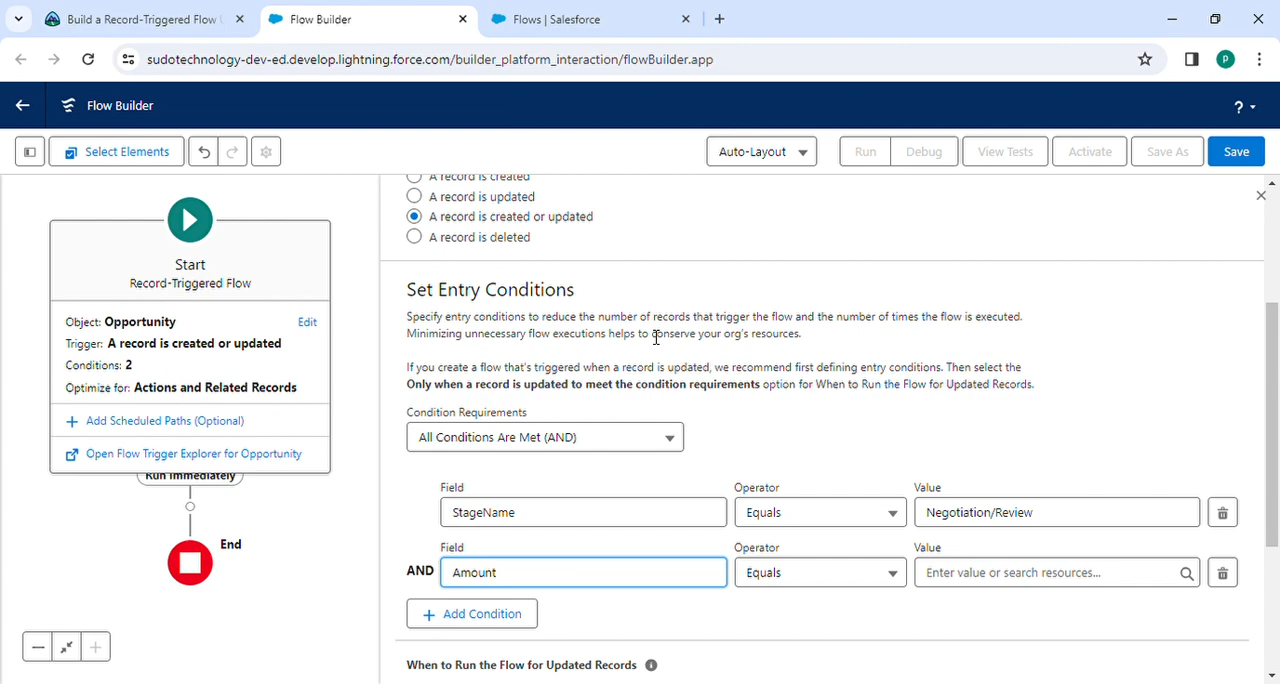 Build a Record-Triggered Flow
Flow Builder
Flows | Salesforce
sudotechnology-dev-ed.develop.lightning.force.com/builder_platform_interaction/flowBuilder.app
P
Flow Builder
?
Select Elements
Auto-Layout
Run
Debug
View Tests
Activate
Save As
Save
Start
Record-Triggered Flow
Object: Opportunity
Edit
Trigger: A record is created or updated
Conditions: 2
Optimize for: Actions and Related Records
Add Scheduled Paths (Optional)
Open Flow Trigger Explorer for Opportunity
Run Immediately
End
A record is created
A record is updated
A record is created or updated
A record is deleted
Set Entry Conditions
Specify entry conditions to reduce the number of records that trigger the flow and the number of times the flow is executed.
Minimizing unnecessary flow executions helps to conserve your org's resources.
If you create a flow that's triggered when a record is updated, we recommend first defining entry conditions. Then select the
Only when a record is updated to meet the condition requirements option for When to Run the Flow for Updated Records.
Condition Requirements
All Conditions Are Met (AND)
Field
Operator
Value
StageName
Equals
Negotiation/Review
Field
Operator
Value
AND
Amount
Equals
Enter value or search resources...
+ Add Condition
When to Run the Flow for Updated Records